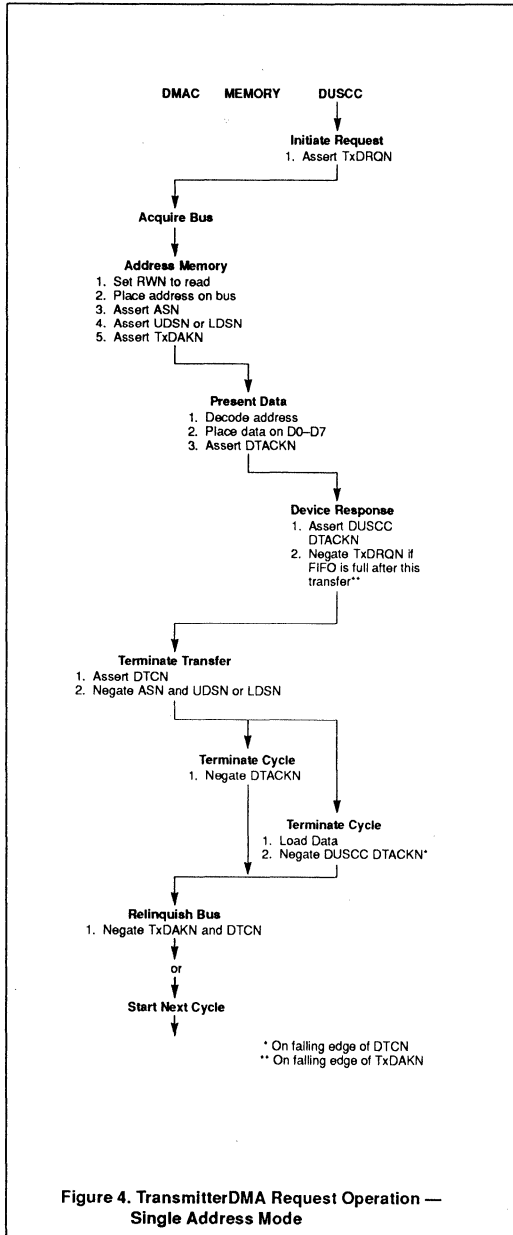 DMAC MEMORY DUSCC
Initiate Request
1. Assert TxDRQN
Acquire Bus
Address Memory
1. Set RWN to read
2. Place address on bus
3. Assert ASN
4. Assert UDSN or LDSN
5. Assert TxDAKN
Present Data
1. Decode address
2. Place data on D0–D7
3. Assert DTACKN
Device Response
1. Assert DUSCC
DTACKN
2. Negate TxDRQN if
FIFO is full after this
transfer**
Terminate Transfer
1. Assert DTCN
2. Negate ASN and UDSN or LDSN
Terminate Cycle
1. Negate DTACKN
Terminate Cycle
1. Load Data
2. Negate DUSCC DTACKN*
Relinquish Bus
1. Negate TxDAKN and DTCN
or
Start Next Cycle
* On falling edge of DTCN
** On falling edge of TxDAKN
Figure 4. TransmitterDMA Request Operation —
Single Address Mode